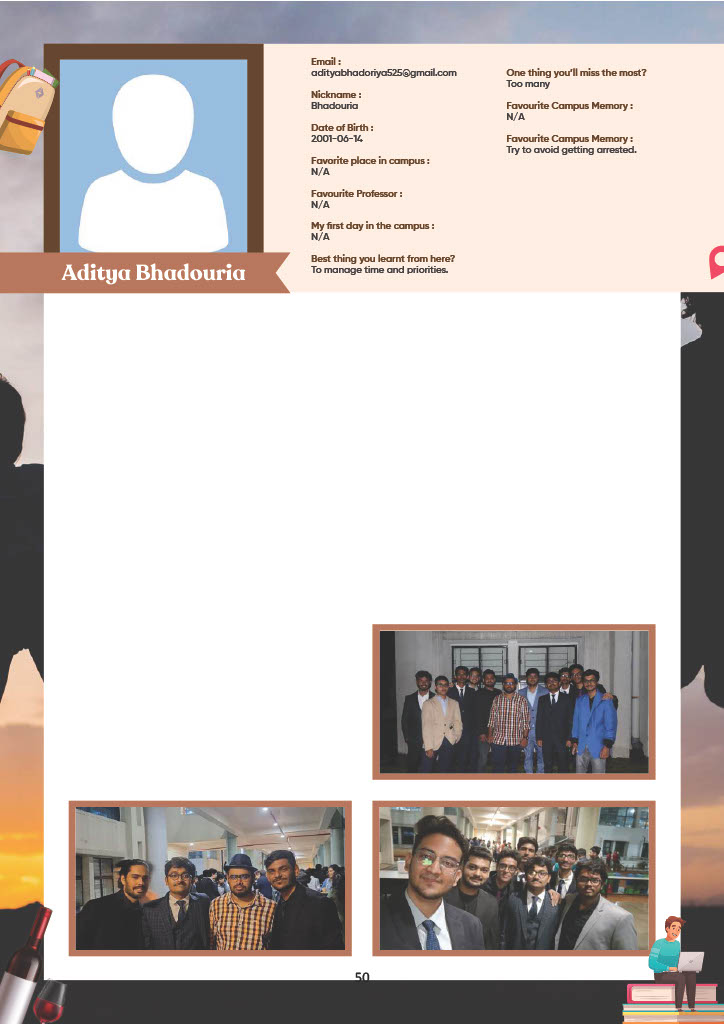 Email :
adityabhadoriya525@gmail.com
Nickname :
Bhadouria
Date of Birth :
2001-06-14
Favorite place in campus :
N/A
Favourite Professor :
N/A
My first day in the campus :
N/A
Best thing you learnt from here?
To manage time and priorities.
One thing you'll miss the most?
Too many
Favourite Campus Memory :
N/A
Favourite Campus Memory :
Try to avoid getting arrested.
Aditya Bhadouria
50